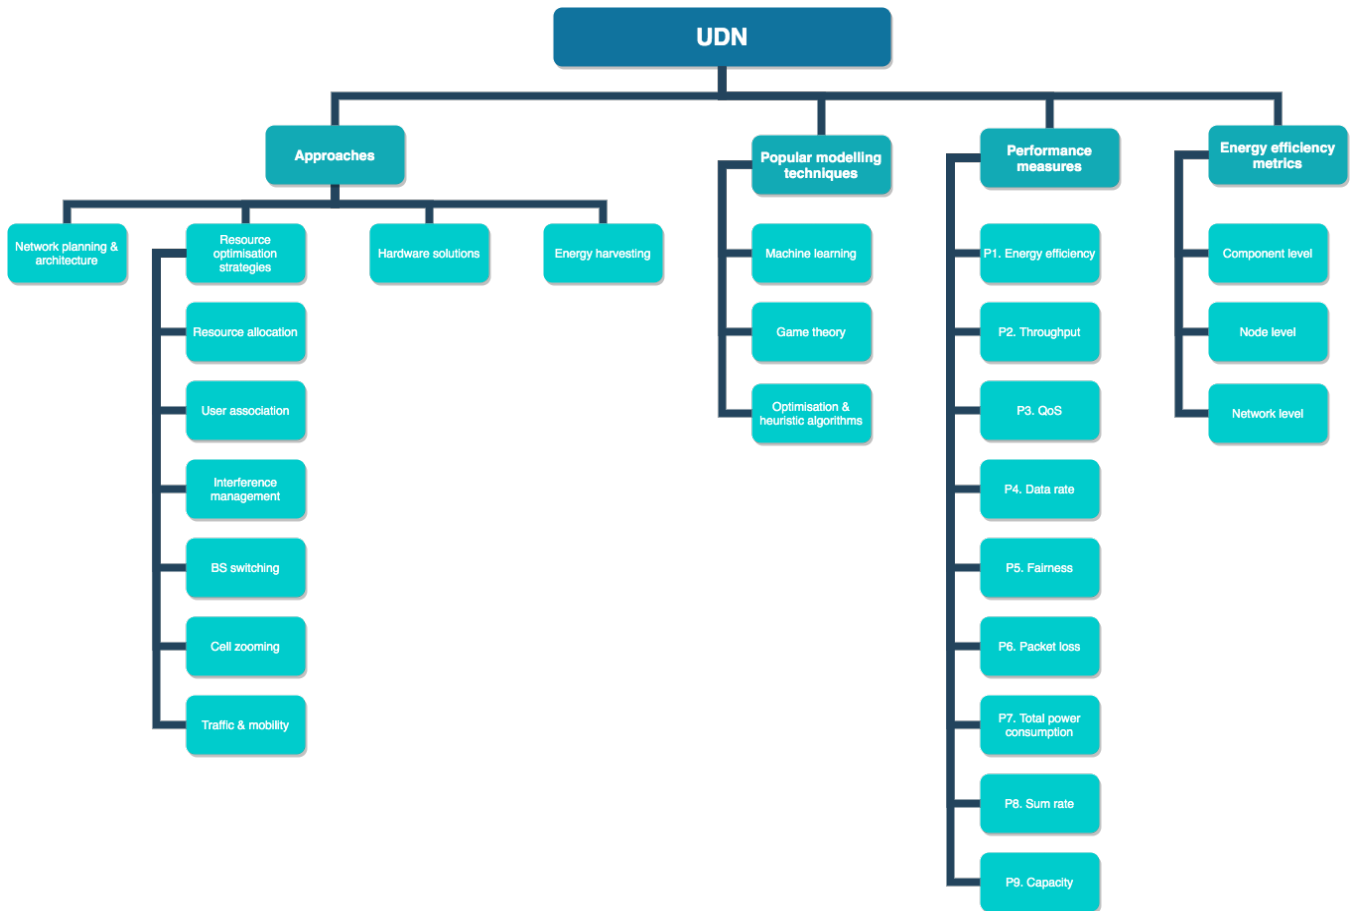 UDN
Approaches
Popular modelling
techniques
Performance
measures
Energy efficiency
metrics
Network planning &
architecture
Resource
optimisation
strategies
Hardware solutions
Energy harvesting
Resource allocation
User association
Interference
management
BS switching
Cell zooming
Traffic & mobility
Machine learning
Game theory
Optimisation &
heuristic algorithms
P1. Energy efficiency
P2. Throughput
P3. QoS
P4. Data rate
P5. Fairness
P6. Packet loss
P7. Total power
consumption
P8. Sum rate
P9. Capacity
Component level
Node level
Network level